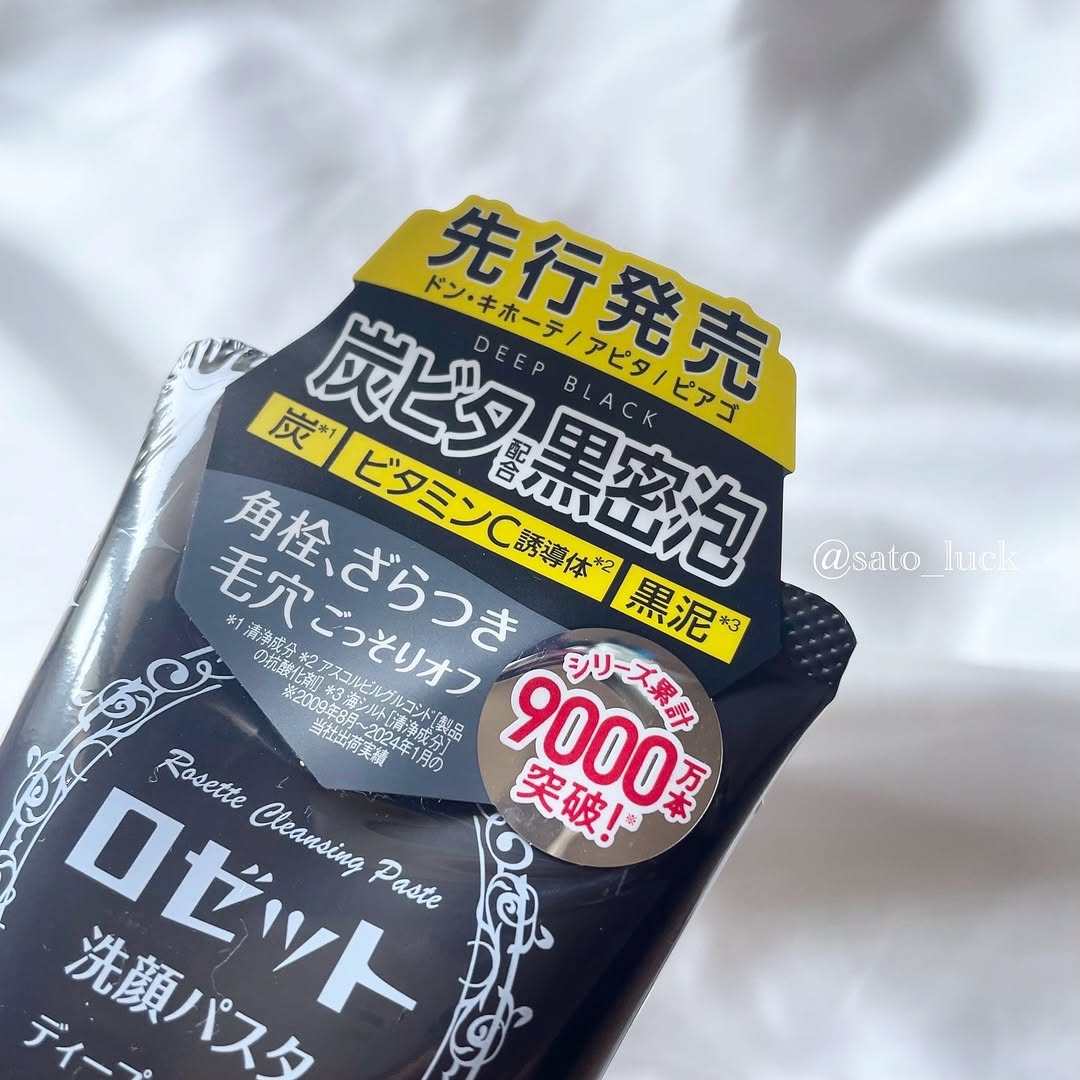 先行発売
ドン・キホーテ/アピタ/ピアゴ
DEEP BLACK
炭ビタ配合黒密泡
炭*1 ビタミンC誘導体*2 黒泥*3
角栓、ざらつき
毛穴 ごっそりオフ
*1 清浄成分 *2 アスコルビルグルコシド[製品
の抗酸化剤] *3 海シルト[清浄成分]
※2009年8月~2024年1月の
当社出荷実績
シリーズ累計
9000万本
突破!※
@sato_luck
Rosette Cleansing Paste
ロゼット
洗顔パスタ
ディープ